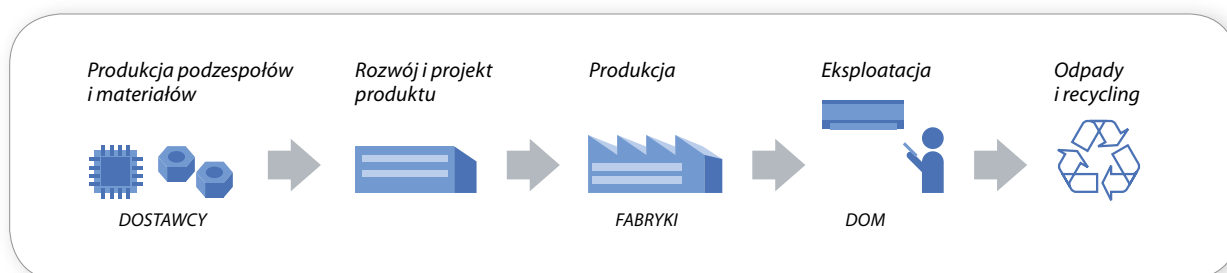 Produkcja podzespołów
i materiałów
Rozwój i projekt
produktu
Produkcja
Eksploatacja
Odpady
i recycling
DOSTAWCY
FABRYKI
DOM